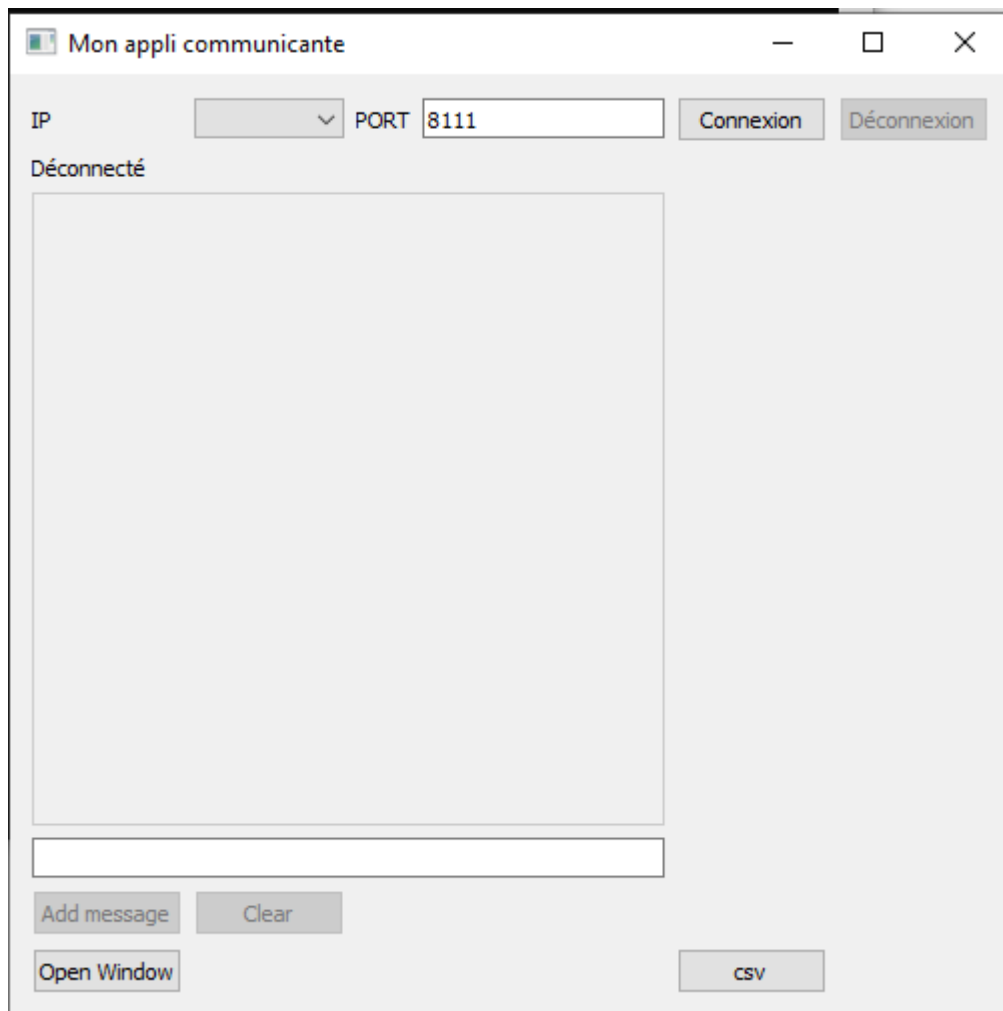 Mon appli communicante
IP PORT 8111 Connexion Déconnexion
Déconnecté
Add message Clear
Open Window csv